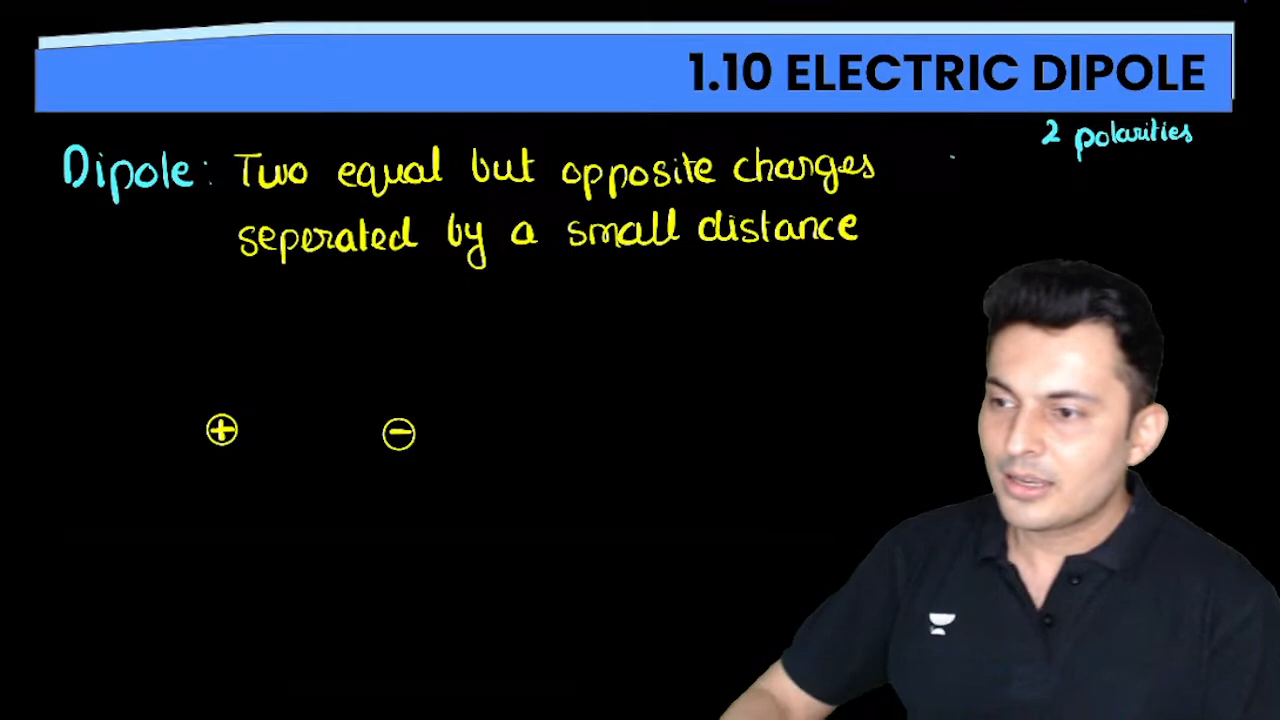 1.10 ELECTRIC DIPOLE
2 polarities
Dipole: Two equal but opposite charges
seperated by a small distance
+ −